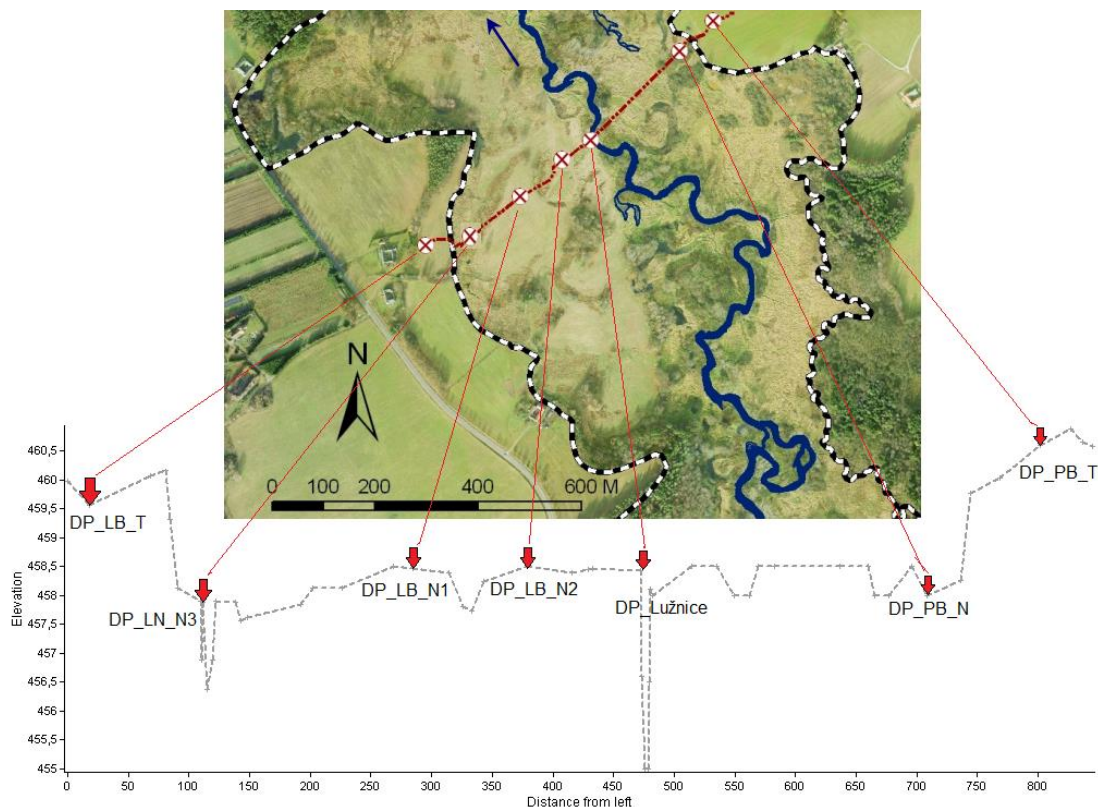 N
0 100 200 400 600 M
460,5
460
459,5
459
458,5
458
457,5
457
456,5
456
455,5
455
Elevation
DP_LB_T
DP_LN_N3
DP_LB_N1
DP_LB_N2
DP_Lužnice
DP_PB_N
DP_PB_T
0 50 100 150 200 250 300 350 400 450 500 550 600 650 700 750 800
Distance from left